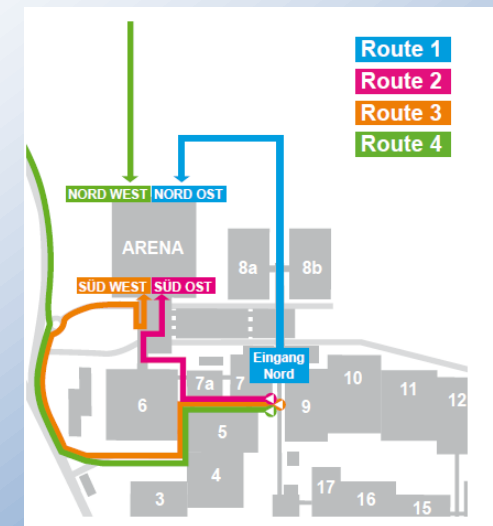 Route 1
Route 2
Route 3
Route 4
NORD WEST NORD OST
ARENA
8a 8b
SÜD WEST SÜD OST
Eingang
Nord
10
7a 7
11
12
6
9
5
4
17
3
16
15